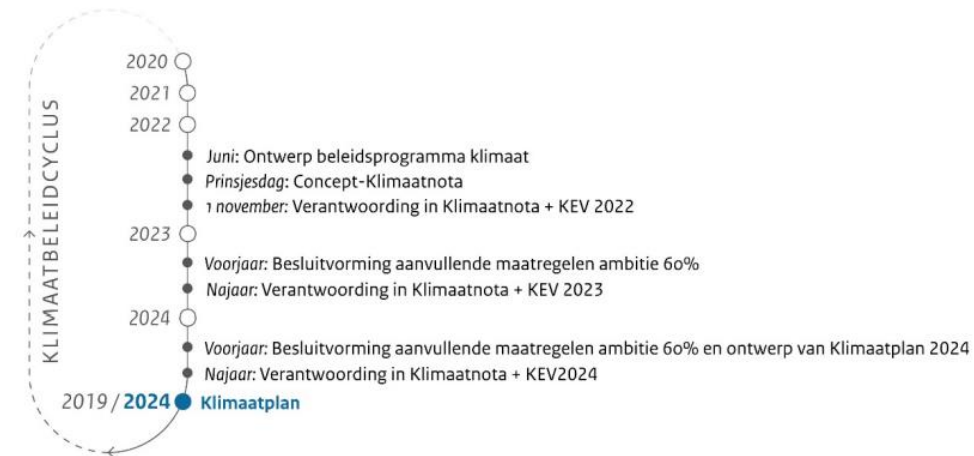 KLIMAATBELEIDCYCLUS
2020
2021
2022
Juni: Ontwerp beleidsprogramma klimaat
Prinsjesdag: Concept-Klimaatnota
1 november: Verantwoording in Klimaatnota + KEV 2022
2023
Voorjaar: Besluitvorming aanvullende maatregelen ambitie 60%
Najaar: Verantwoording in Klimaatnota + KEV 2023
2024
Voorjaar: Besluitvorming aanvullende maatregelen ambitie 60% en ontwerp van Klimaatplan 2024
Najaar: Verantwoording in Klimaatnota + KEV2024
2019 / 2024 Klimaatplan